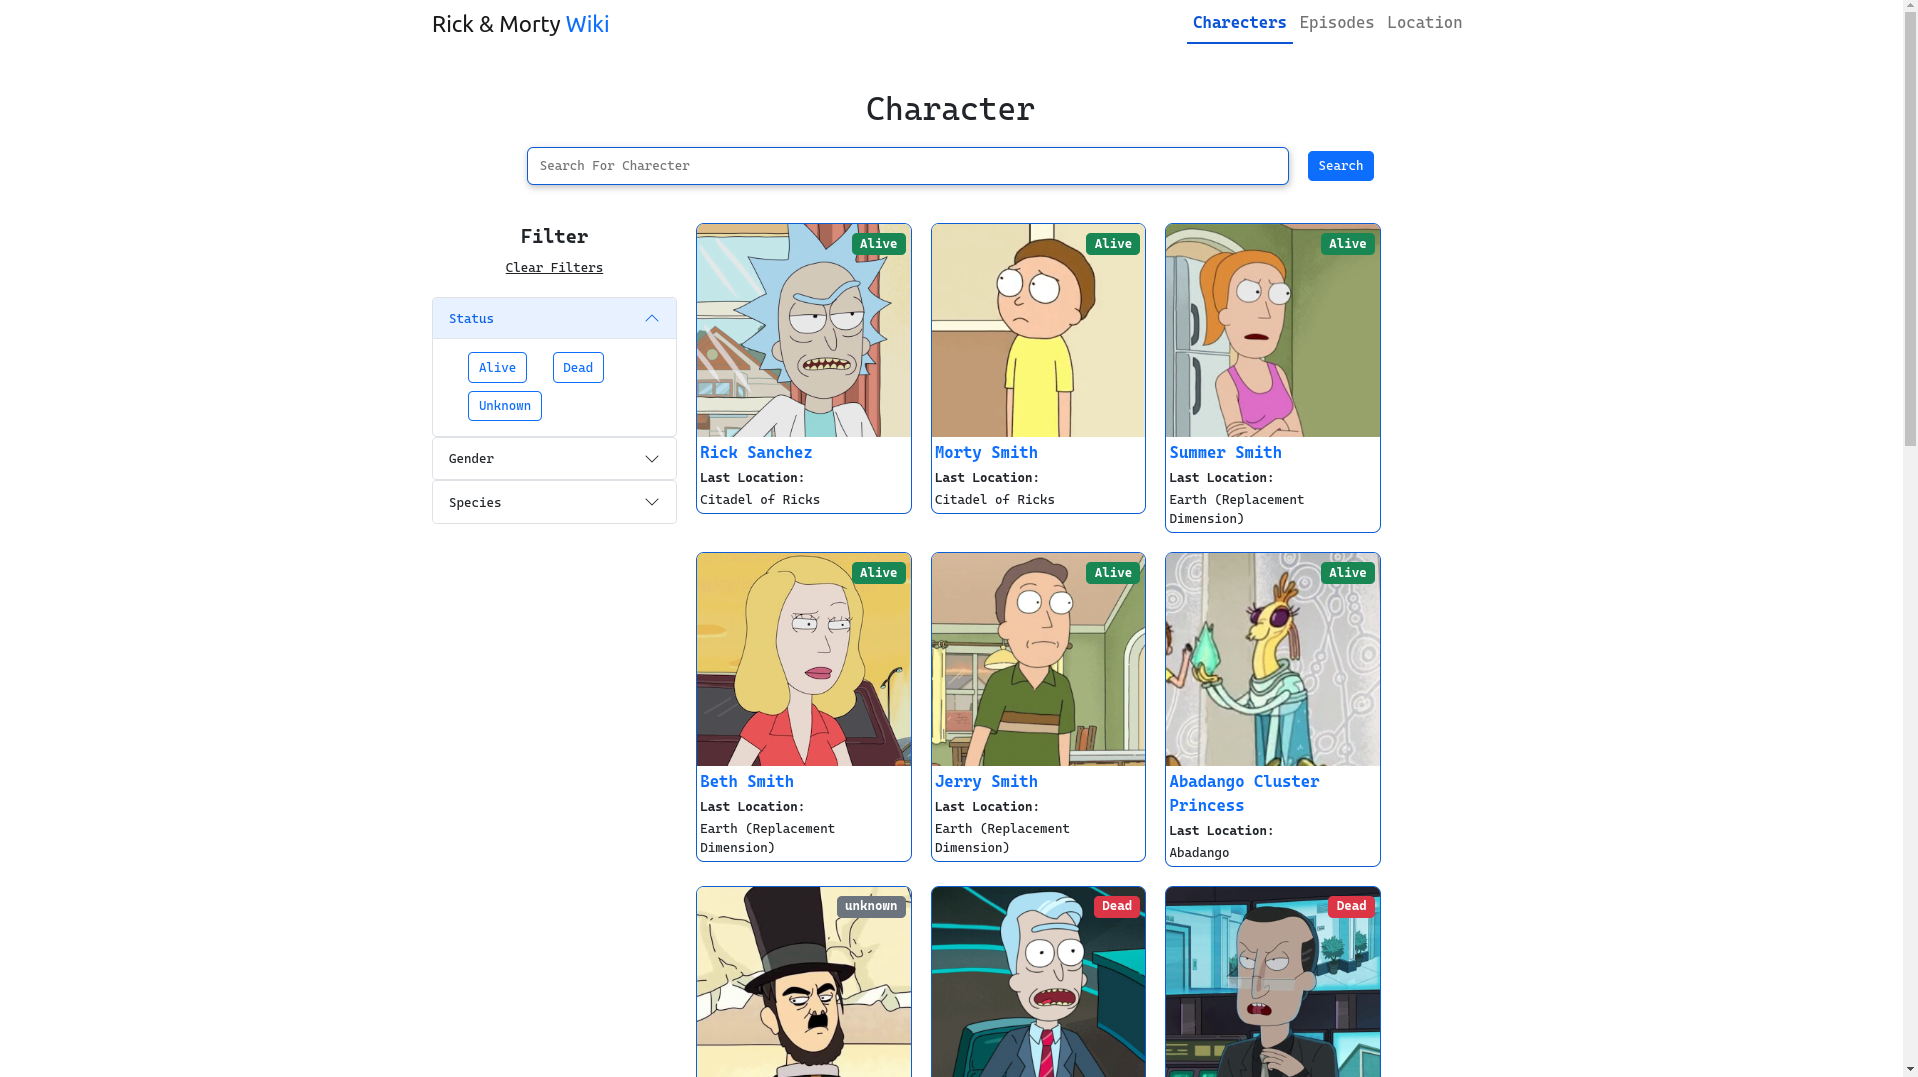 Rick & Morty Wiki
Charecters Episodes Location
Character
Search For Charecter
Search
Filter
Clear Filters
Status
Alive Dead
Unknown
Gender
Species
Alive
Rick Sanchez
Last Location:
Citadel of Ricks
Alive
Morty Smith
Last Location:
Citadel of Ricks
Alive
Summer Smith
Last Location:
Earth (Replacement
Dimension)
Alive
Beth Smith
Last Location:
Earth (Replacement
Dimension)
Alive
Jerry Smith
Last Location:
Earth (Replacement
Dimension)
Alive
Abadango Cluster
Princess
Last Location:
Abadango
unknown
Dead
Dead